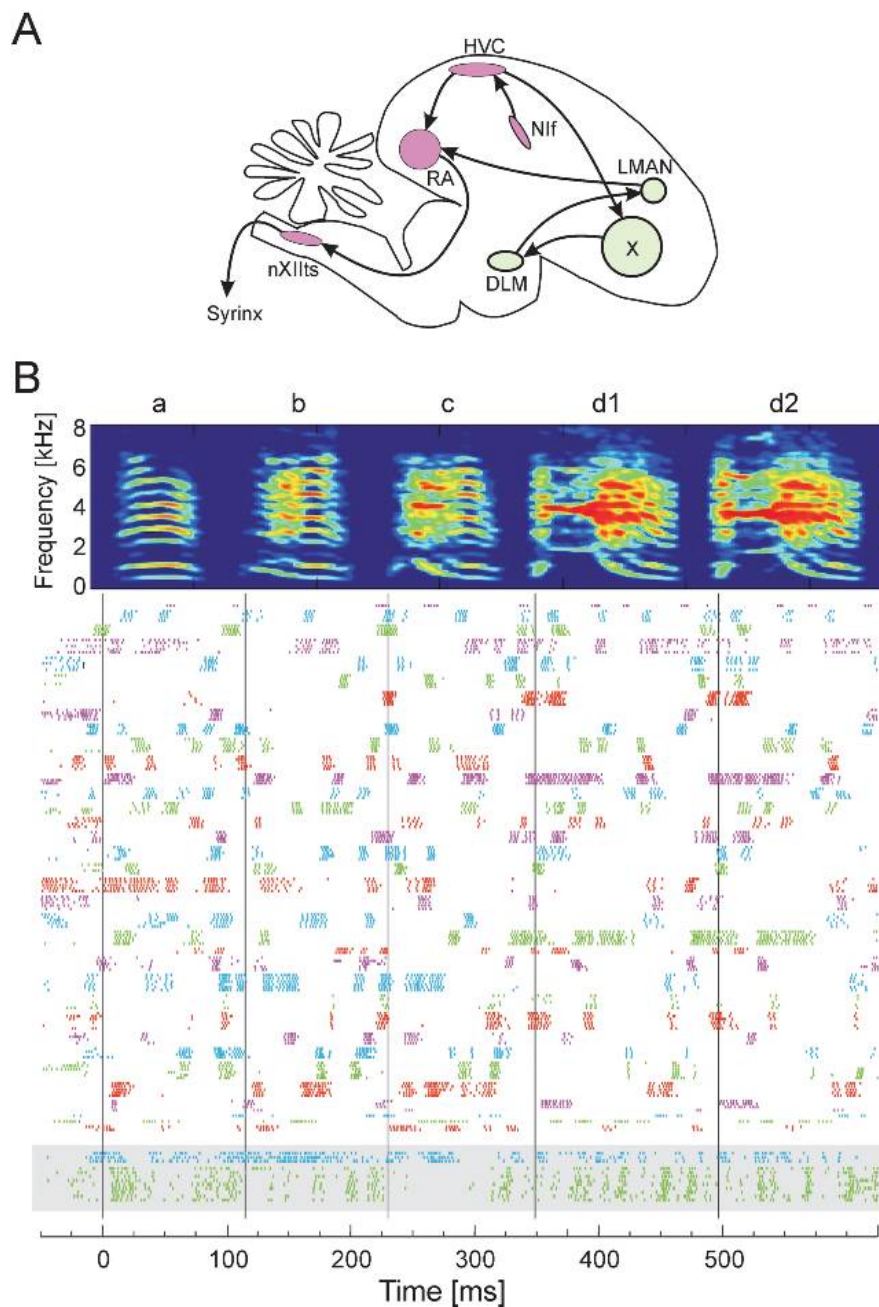 A
HVC
NIf
LMAN
RA
X
nXIIts
DLM
Syrinx
B
a b c d1 d2
8
6
4
2
0
Frequency [kHz]
0 100 200 300 400 500
Time [ms]